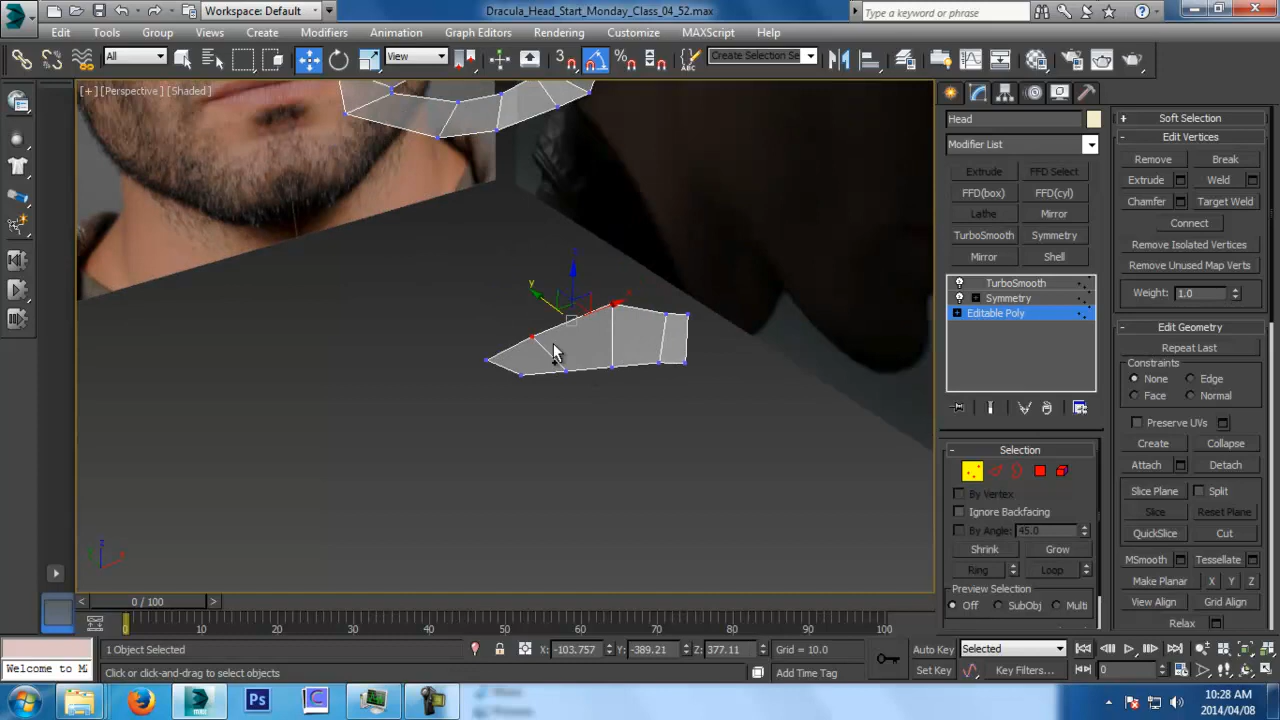 Workspace: Default
Dracula_Head_Start_Monday_Class_04_52.max
Type a keyword or phrase
Edit Tools Group Views Create Modifiers Animation Graph Editors Rendering Customize MAXScript Help
All View 3 Create Selection Se
[+] [Perspective] [Shaded]
Head
Modifier List
Extrude FFD Select
FFD(box) FFD(cyl)
Lathe Mirror
TurboSmooth Symmetry
Mirror Shell
TurboSmooth
Symmetry
Editable Poly
Selection
By Vertex
Ignore Backfacing
By Angle: 45.0
Shrink Grow
Ring Loop
Preview Selection
Off SubObj Multi
Soft Selection
Edit Vertices
Remove Break
Extrude Weld
Chamfer Target Weld
Connect
Remove Isolated Vertices
Remove Unused Map Verts
Weight: 1.0
Edit Geometry
Repeat Last
Constraints
None Edge
Face Normal
Preserve UVs
Create Collapse
Attach Detach
Slice Plane Split
Slice Reset Plane
QuickSlice Cut
MSmooth Tessellate
Make Planar X Y Z
View Align Grid Align
Relax
y
z
x
0 / 100
0 10 20 30 40 50 60 70 80 90 100
1 Object Selected X: -103.757 Y: -389.21 Z: 377.11 Grid = 10.0 Auto Key Selected
Welcome to M Click or click-and-drag to select objects Add Time Tag Set Key Key Filters... 0
Ps
10:28 AM
2014/04/08